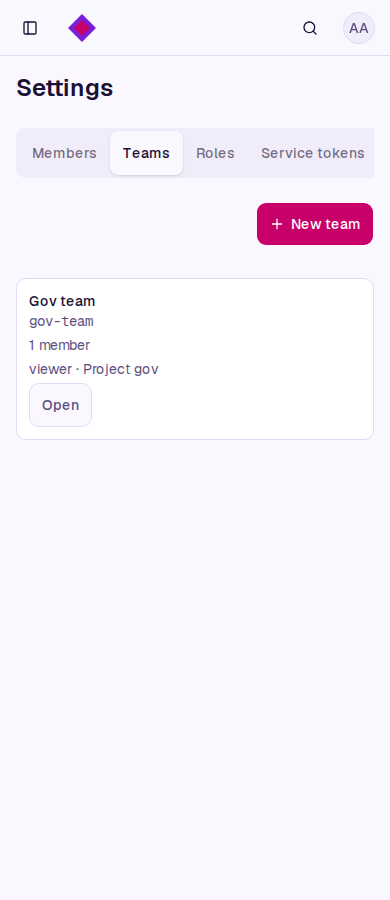 AA
Settings
Members Teams Roles Service tokens
New team
Gov team
gov-team
1 member
viewer · Project gov
Open